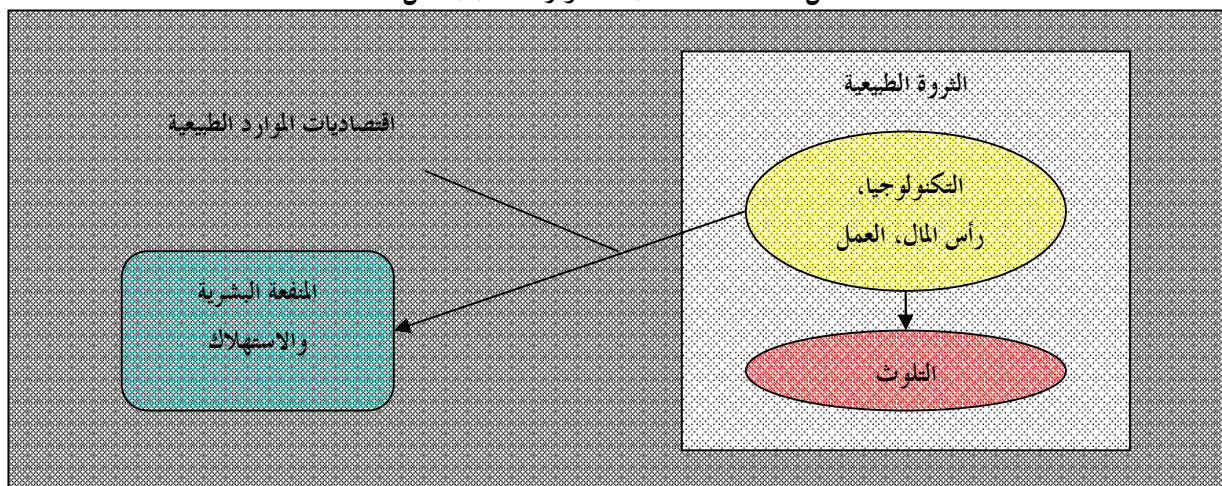 الثروة الطبيعية
اقتصاديات الموارد الطبيعية
التكنولوجيا،
رأس المال، العمل
المنفعة البشرية
والاستهلاك
التلوث